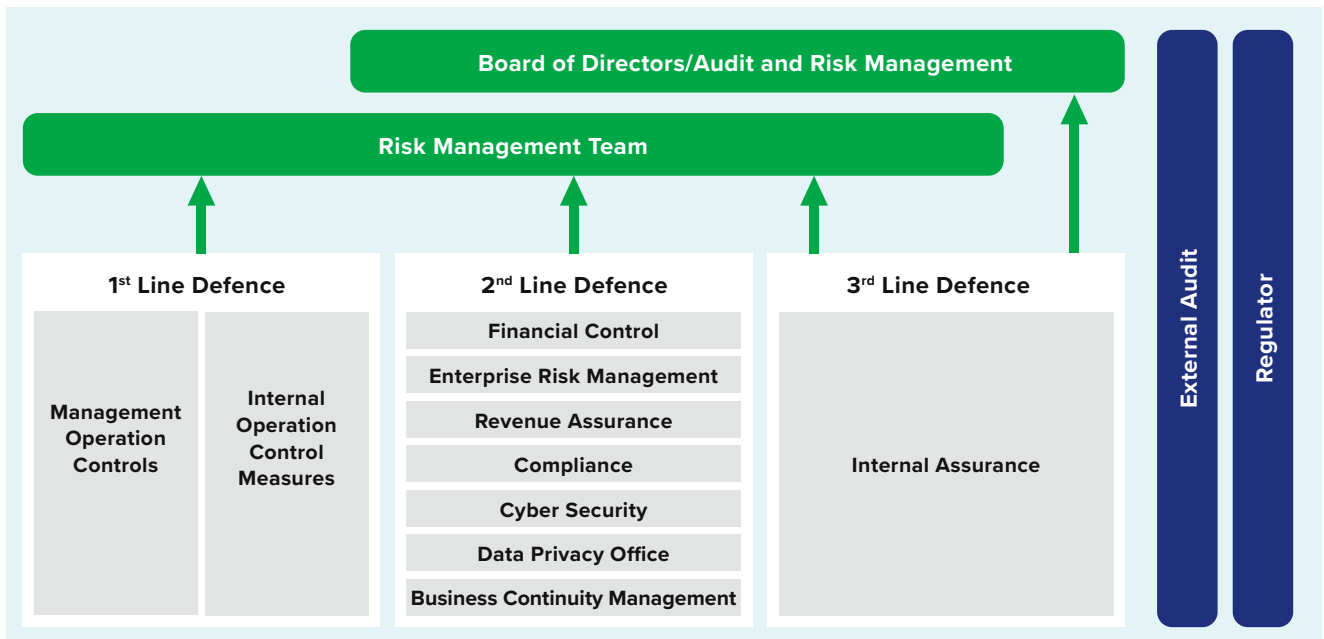 Board of Directors/Audit and Risk Management
Risk Management Team
1st Line Defence
Management
Operation
Controls
Internal
Operation
Control
Measures
2nd Line Defence
Financial Control
Enterprise Risk Management
Revenue Assurance
Compliance
Cyber Security
Data Privacy Office
Business Continuity Management
3rd Line Defence
Internal Assurance
External Audit
Regulator